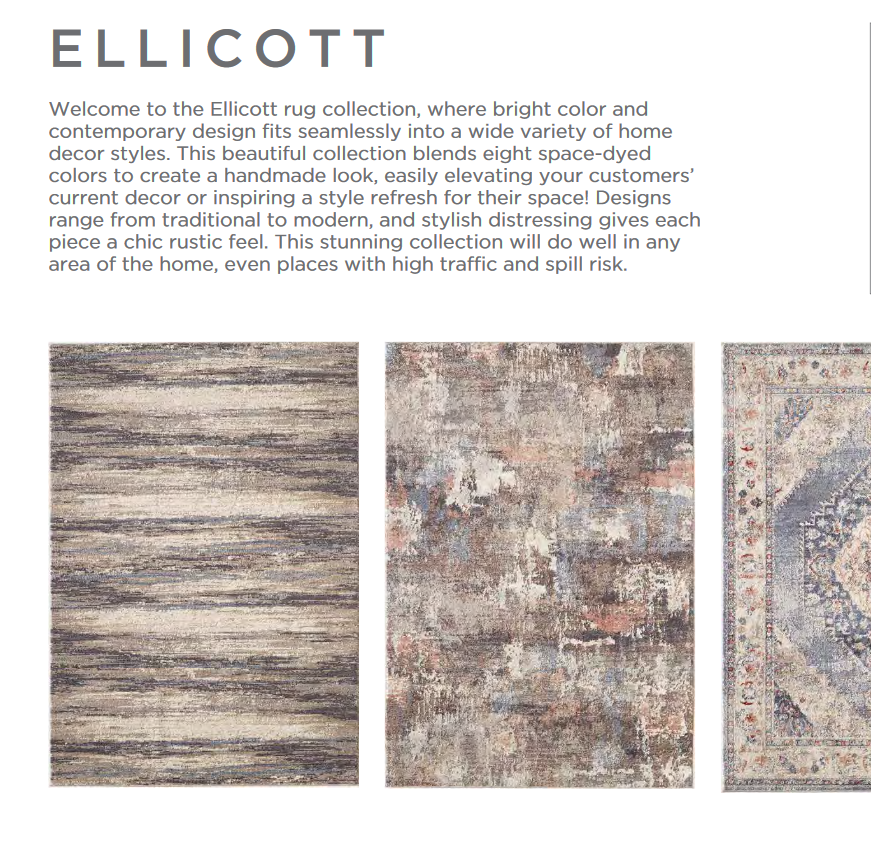 ELLICOTT
Welcome to the Ellicott rug collection, where bright color and
contemporary design fits seamlessly into a wide variety of home
decor styles. This beautiful collection blends eight space-dyed
colors to create a handmade look, easily elevating your customers’
current decor or inspiring a style refresh for their space! Designs
range from traditional to modern, and stylish distressing gives each
piece a chic rustic feel. This stunning collection will do well in any
area of the home, even places with high traffic and spill risk.